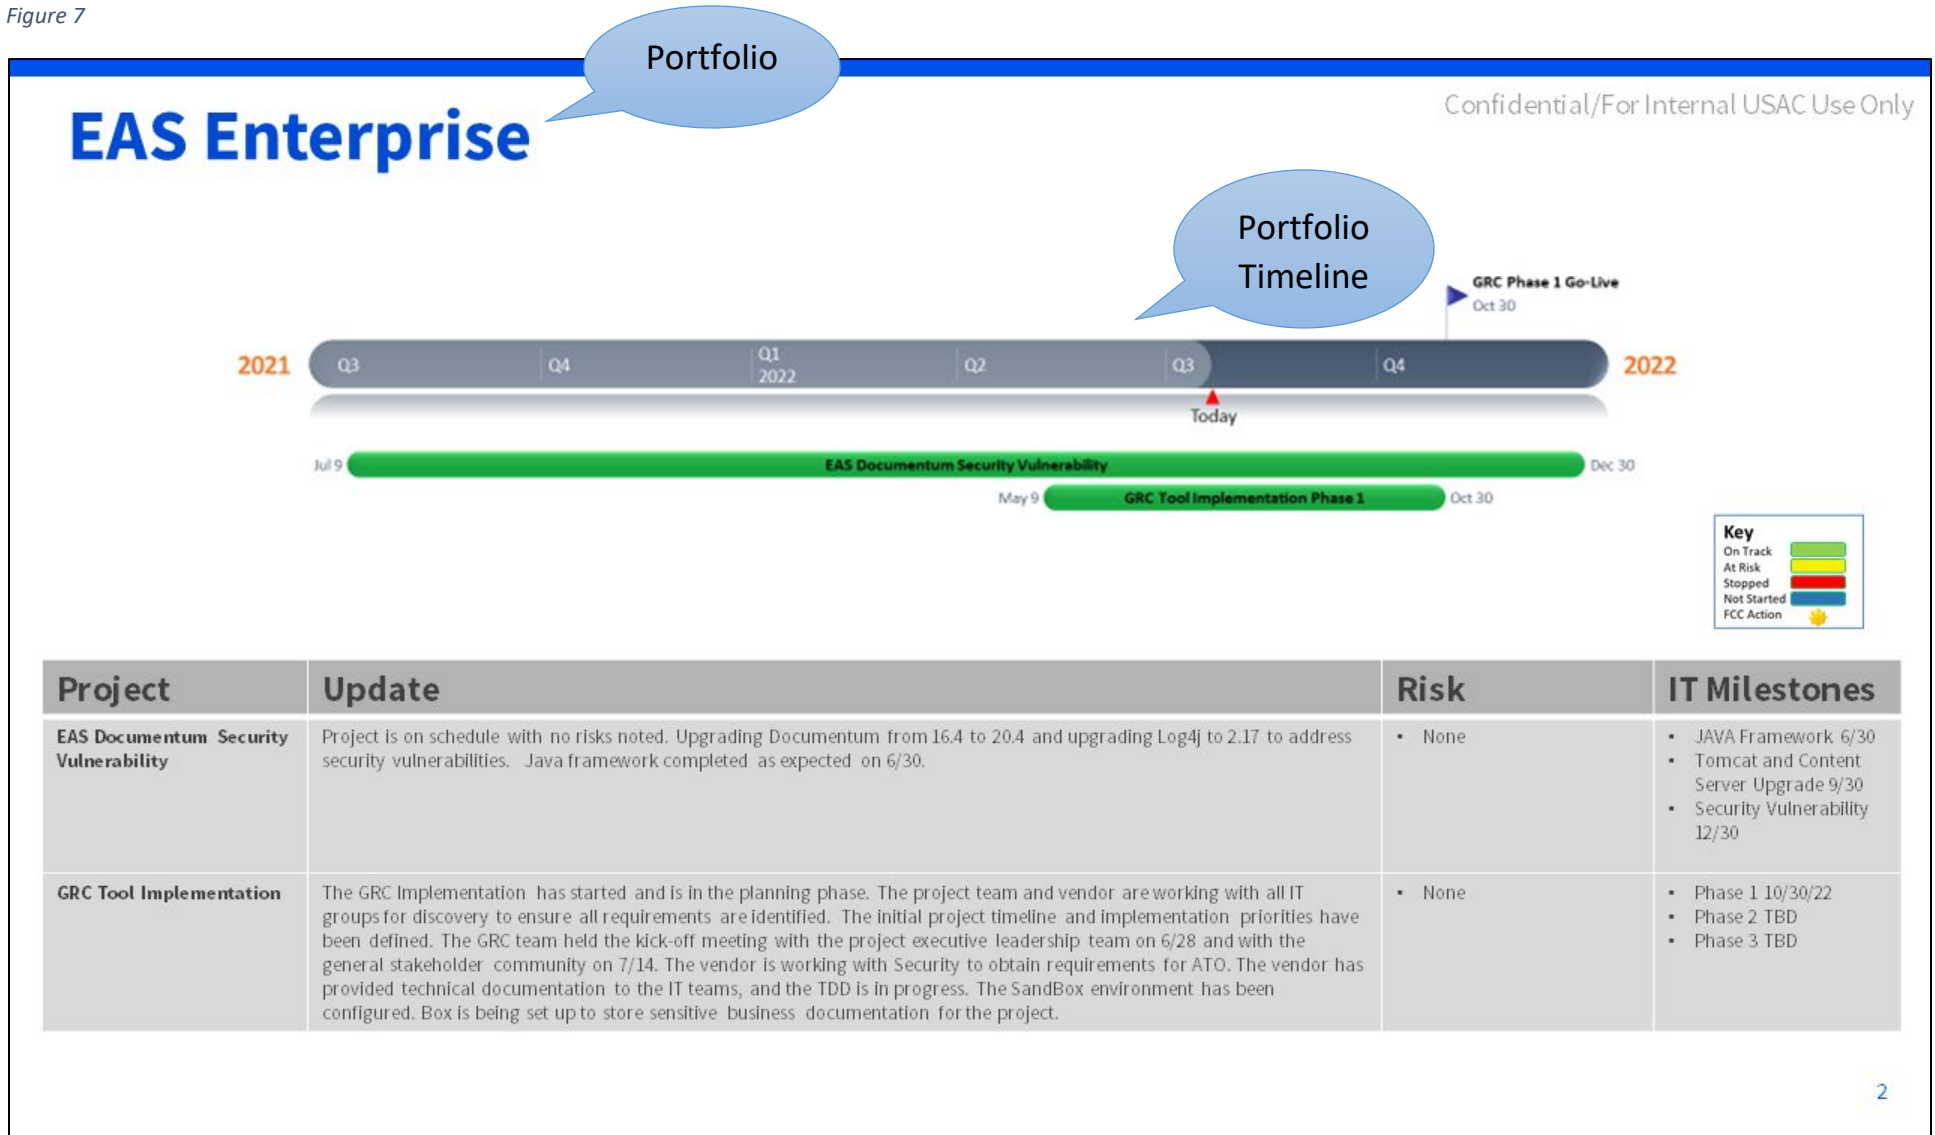 Figure 7
Portfolio
EAS Enterprise
Confidential/For Internal USAC Use Only
Portfolio
Timeline
GRC Phase 1 Go-Live
Oct 30
2021
Q3
Q4
Q1
2022
Q2
Q3
Q4
2022
Today
Jul 9
EAS Documentum Security Vulnerability
Dec 30
May 9
GRC Tool Implementation Phase 1
Oct 30
Key
On Track
At Risk
Stopped
Not Started
FCC Action
Project
Update
Risk
IT Milestones
EAS Documentum Security
Vulnerability
Project is on schedule with no risks noted. Upgrading Documentum from 16.4 to 20.4 and upgrading Log4j to 2.17 to address
security vulnerabilities. Java framework completed as expected on 6/30.
▪ None
▪ JAVA Framework 6/30
▪ Tomcat and Content
Server Upgrade 9/30
▪ Security Vulnerability
12/30
GRC Tool Implementation
The GRC Implementation has started and is in the planning phase. The project team and vendor are working with all IT
groups for discovery to ensure all requirements are identified. The initial project timeline and implementation priorities have
been defined. The GRC team held the kick-off meeting with the project executive leadership team on 6/28 and with the
general stakeholder community on 7/14. The vendor is working with Security to obtain requirements for ATO. The vendor has
provided technical documentation to the IT teams, and the TDD is in progress. The SandBox environment has been
configured. Box is being set up to store sensitive business documentation for the project.
▪ None
▪ Phase 1 10/30/22
▪ Phase 2 TBD
▪ Phase 3 TBD
2